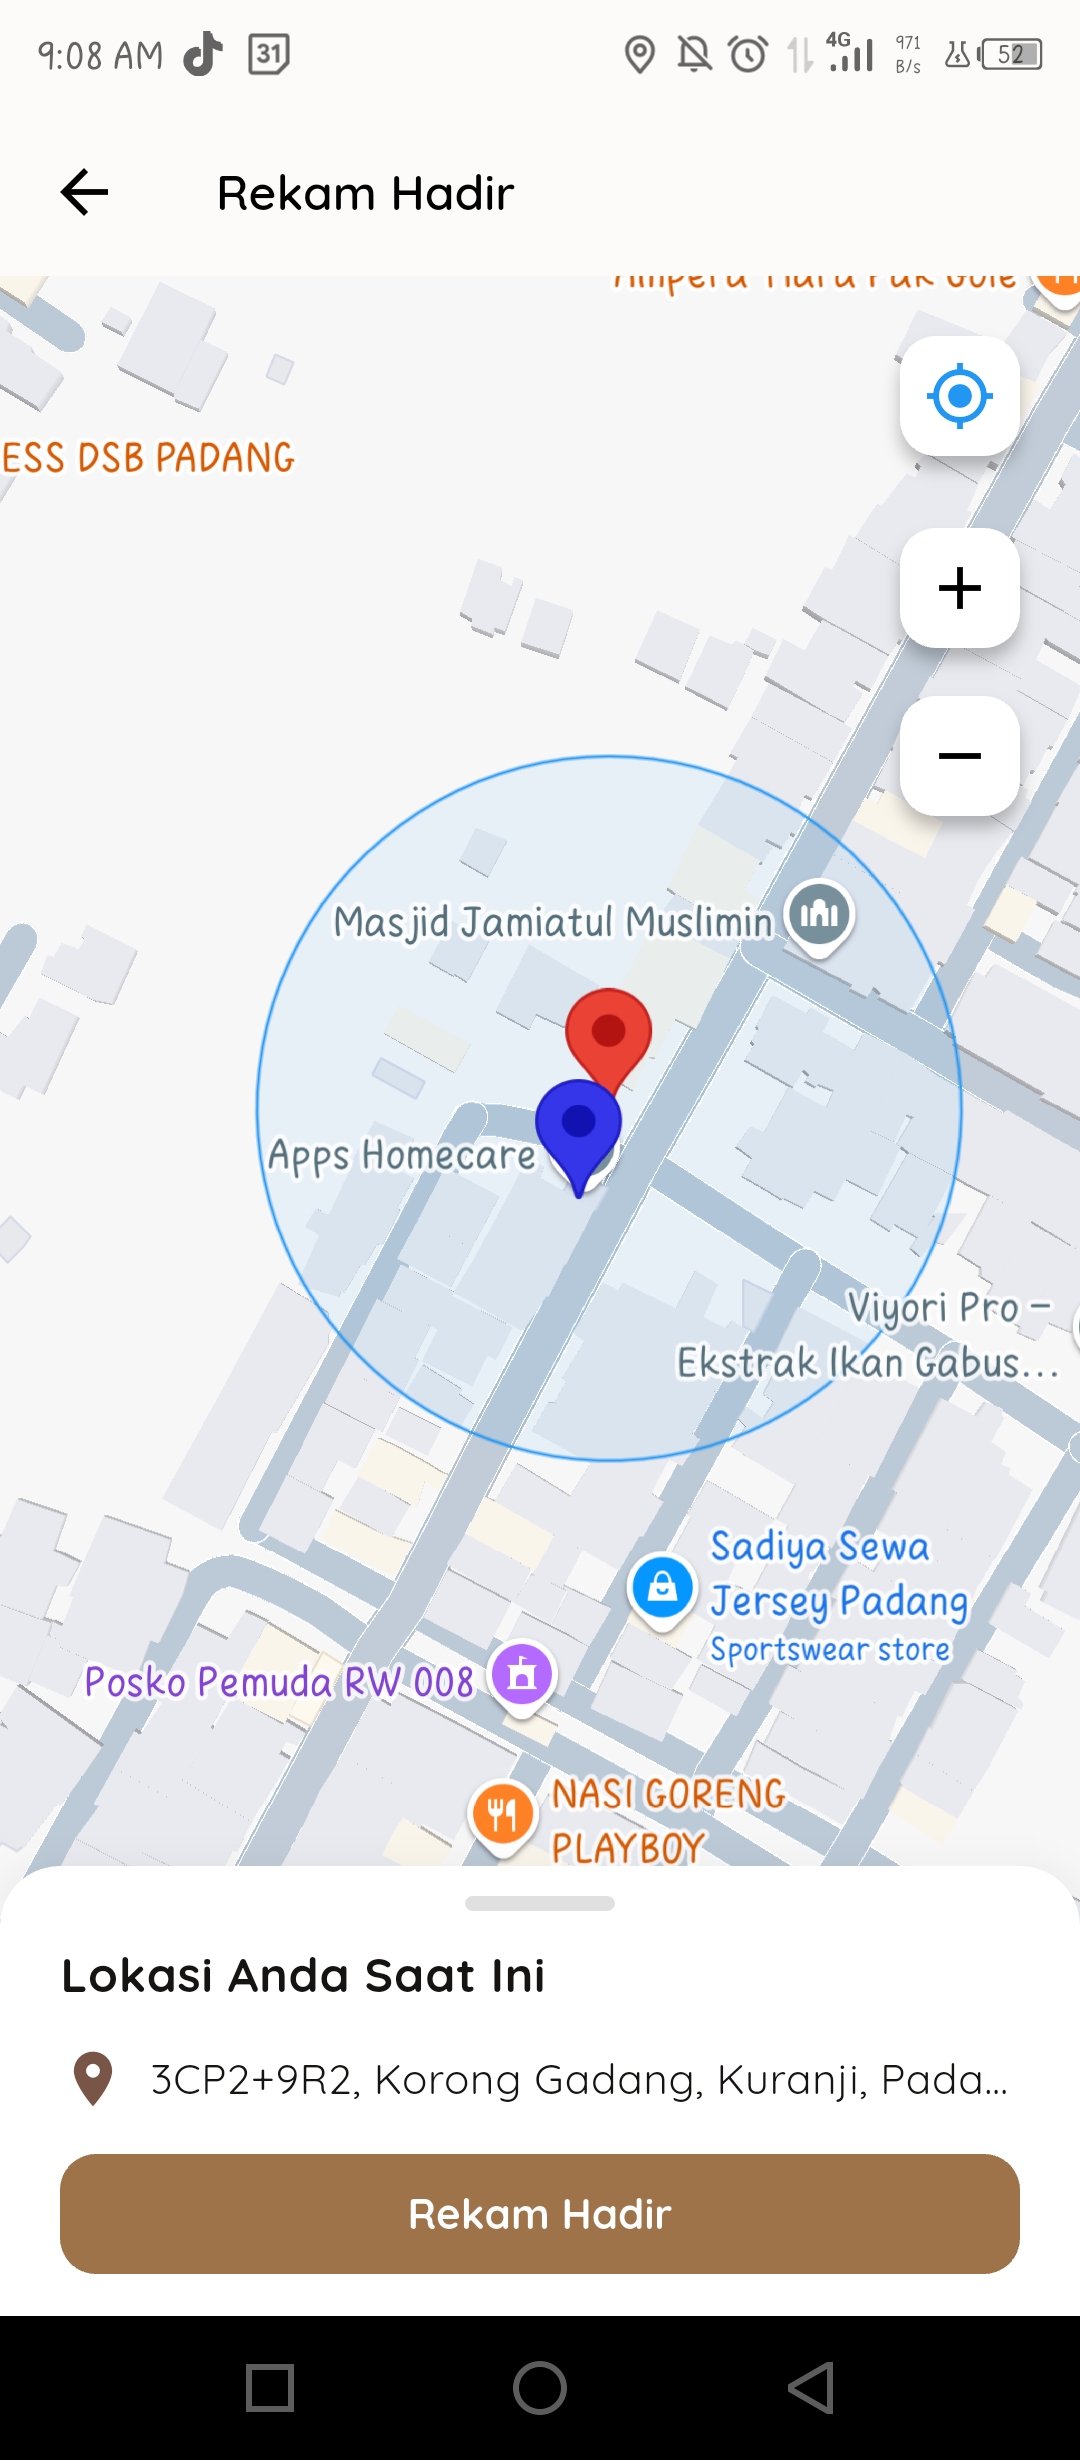 9:08 AM
31
4G
971
B/s
52
Rekam Hadir
ESS DSB PADANG
Masjid Jamiatul Muslimin
Apps Homecare
Viyori Pro –
Ekstrak Ikan Gabus...
Sadiya Sewa
Jersey Padang
Sportswear store
Posko Pemuda RW 008
NASI GORENG
PLAYBOY
Lokasi Anda Saat Ini
3CP2+9R2, Korong Gadang, Kuranji, Pada...
Rekam Hadir